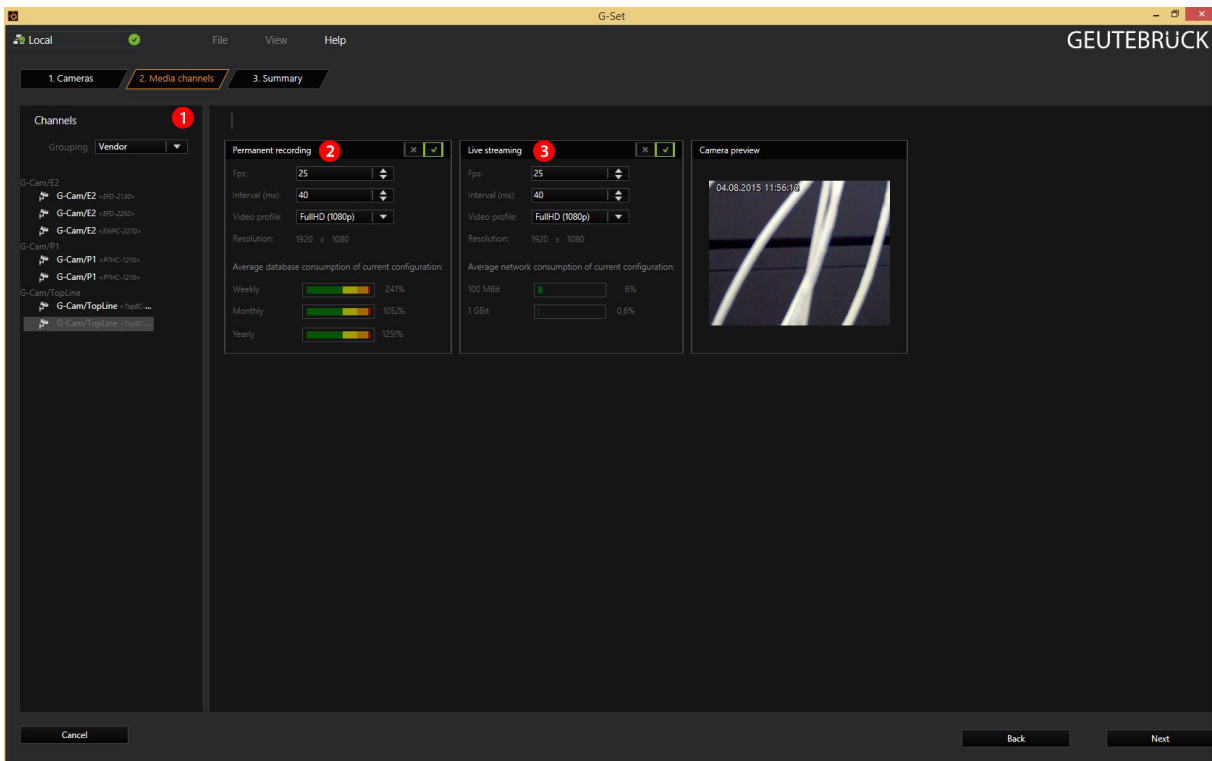 G-Set
Local
File View Help
GEUTEBRÜCK
1. Cameras
2. Media channels
3. Summary
Channels
1
Grouping Vendor
G-Cam/E2
G-Cam/E2 <EFD-2130>
G-Cam/E2 <EFD-2250>
G-Cam/E2 <EWPC-2270>
G-Cam/P1
G-Cam/P1 <PTHC-1210>
G-Cam/P1 <PTHC-1210>
G-Cam/TopLine
G-Cam/TopLine <TopBC-...
G-Cam/TopLine <TopBC-...
Permanent recording 2
Fps: 25
Interval (ms): 40
Video profile: FullHD (1080p)
Resolution: 1920 x 1080
Average database consumption of current configuration:
Weekly 241%
Monthly 1052%
Yearly 1251%
Live streaming 3
Fps: 25
Interval (ms): 40
Video profile: FullHD (1080p)
Resolution: 1920 x 1080
Average network consumption of current configuration:
100 MBit 6%
1 GBit 0,6%
Camera preview
04.08.2015 11:56:10
Cancel
Back
Next